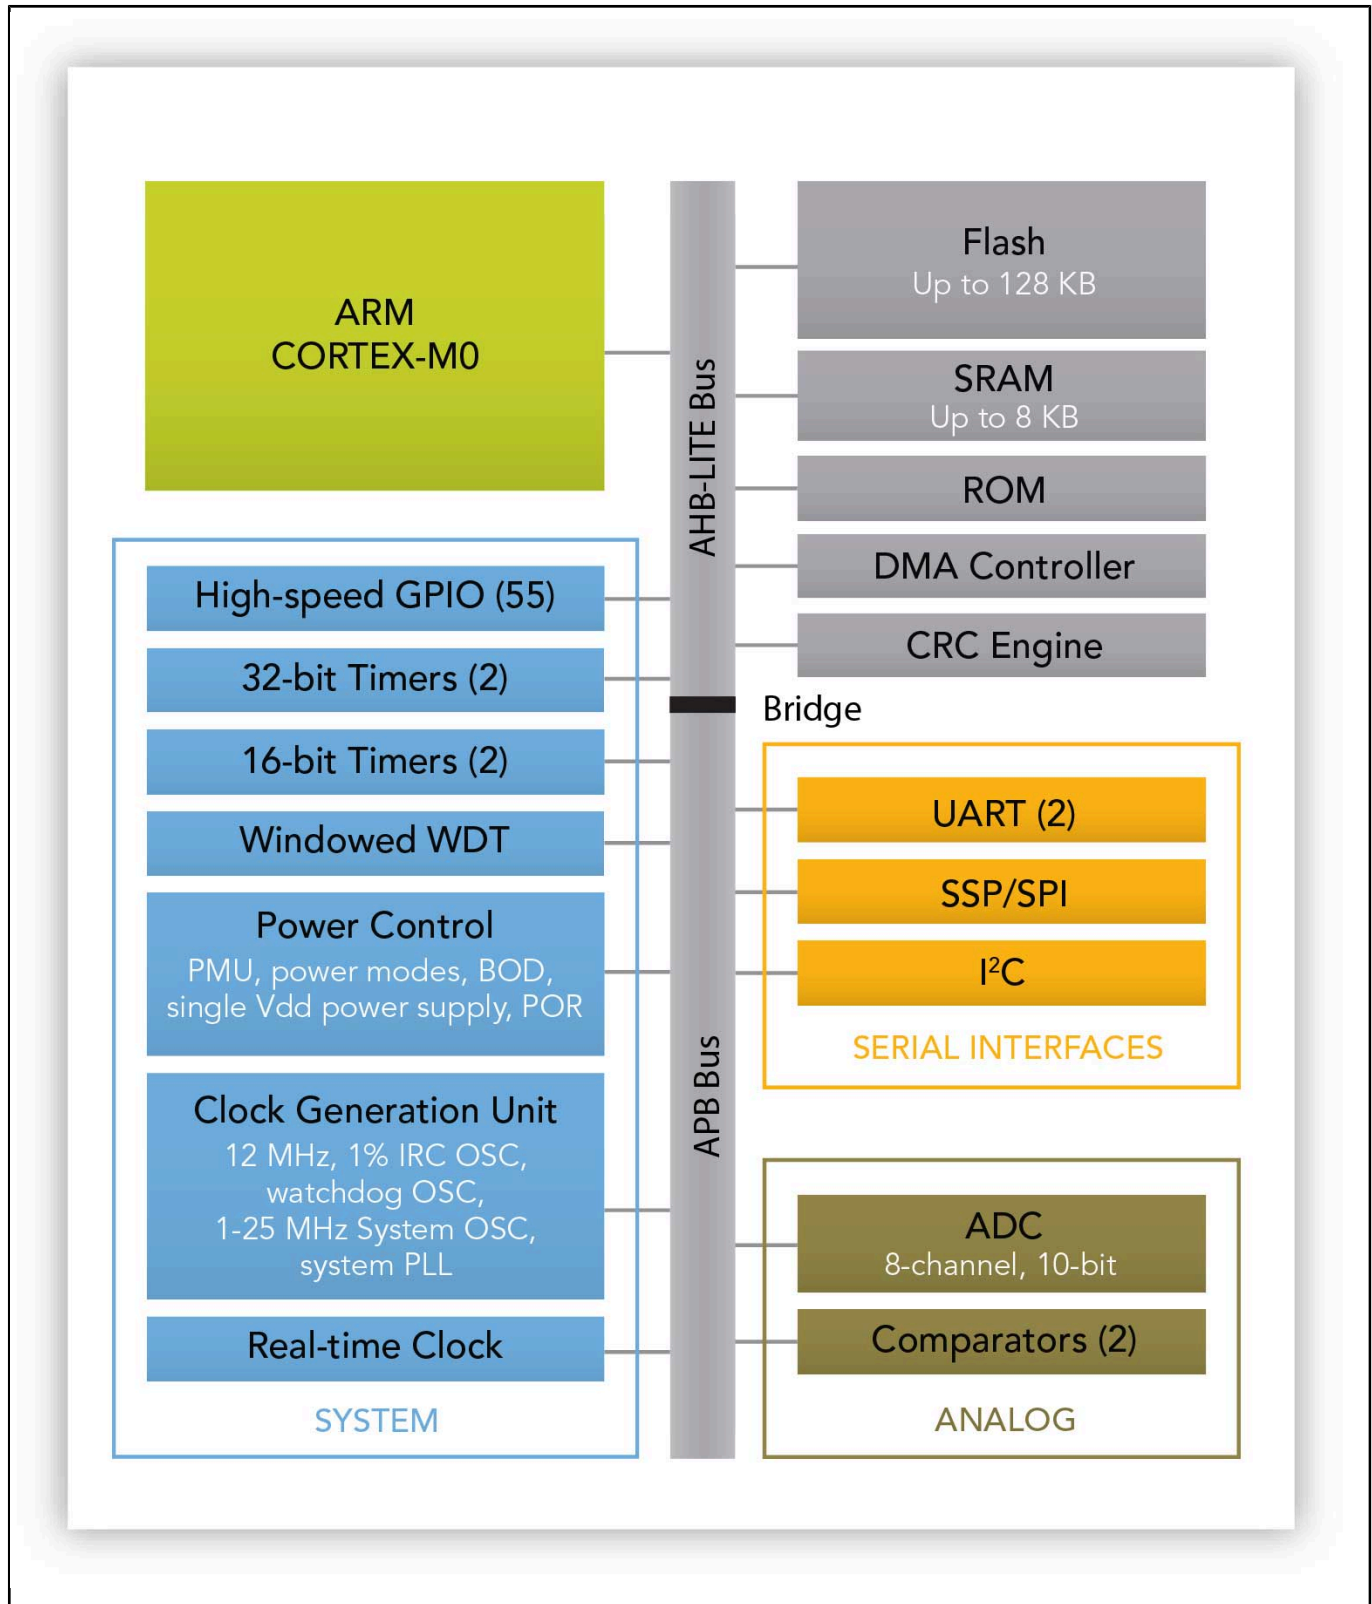 ARM
CORTEX-M0
High-speed GPIO (55)
32-bit Timers (2)
16-bit Timers (2)
Windowed WDT
Power Control
PMU, power modes, BOD,
single Vdd power supply, POR
Clock Generation Unit
12 MHz, 1% IRC OSC,
watchdog OSC,
1-25 MHz System OSC,
system PLL
Real-time Clock
SYSTEM
AHB-LITE Bus
APB Bus
Flash
Up to 128 KB
SRAM
Up to 8 KB
ROM
DMA Controller
CRC Engine
Bridge
UART (2)
SSP/SPI
I²C
SERIAL INTERFACES
ADC
8-channel, 10-bit
Comparators (2)
ANALOG